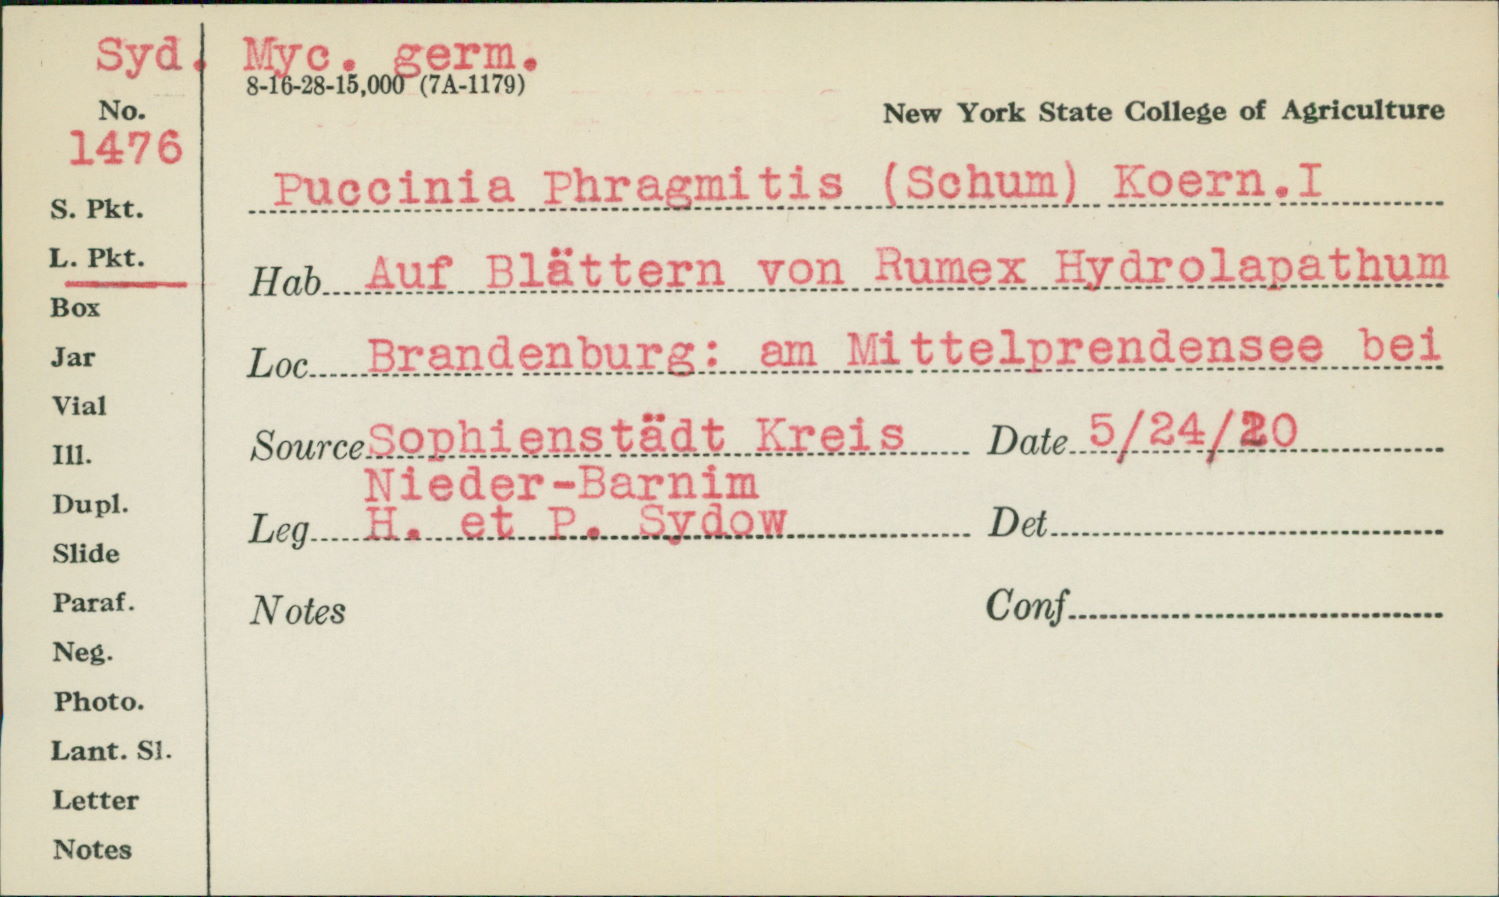 Syd. Myc. germ.
8-16-28-15,000 (7A-1179)
No.
New York State College of Agriculture
1476
Puccinia Phragmitis (Schum) Koern.I
S. Pkt.
L. Pkt.
Hab Auf Blättern von Rumex Hydrolapathum
Box
Loc Brandenburg: am Mittelprendensee bei
Jar
Vial
Source Sophienstädt Kreis Date 5/24/20
Ill.
Nieder-Barnim
Dupl.
Leg H. et P. Sydow Det
Slide
Paraf.
Notes Conf
Neg.
Photo.
Lant. Sl.
Letter
Notes